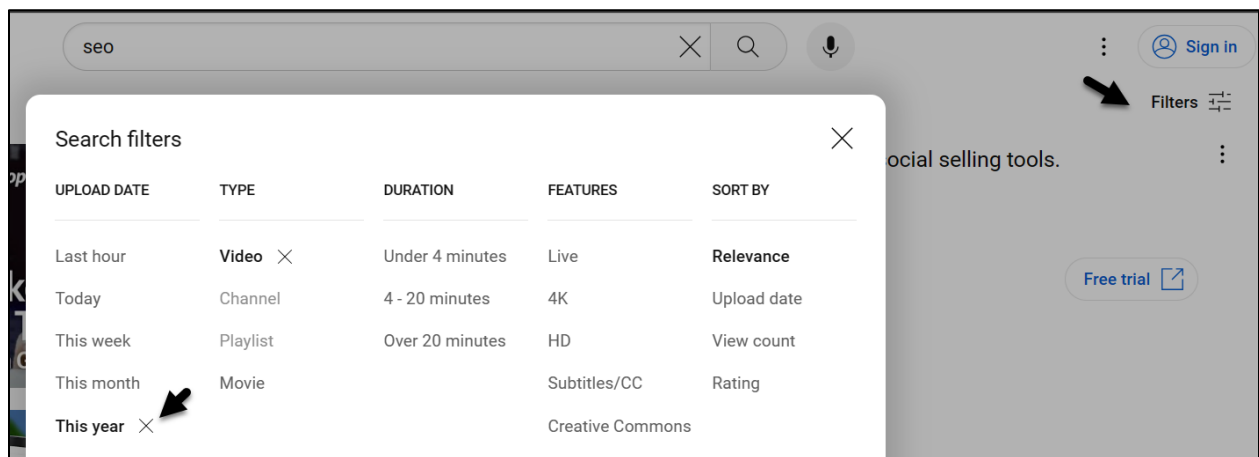 seo
Sign in
Filters
Search filters
ocial selling tools.
UPLOAD DATE TYPE DURATION FEATURES SORT BY
Last hour Video Under 4 minutes Live Relevance
Today Channel 4 - 20 minutes 4K Upload date
Free trial
This week Playlist Over 20 minutes HD View count
This month Movie Subtitles/CC Rating
This year Creative Commons